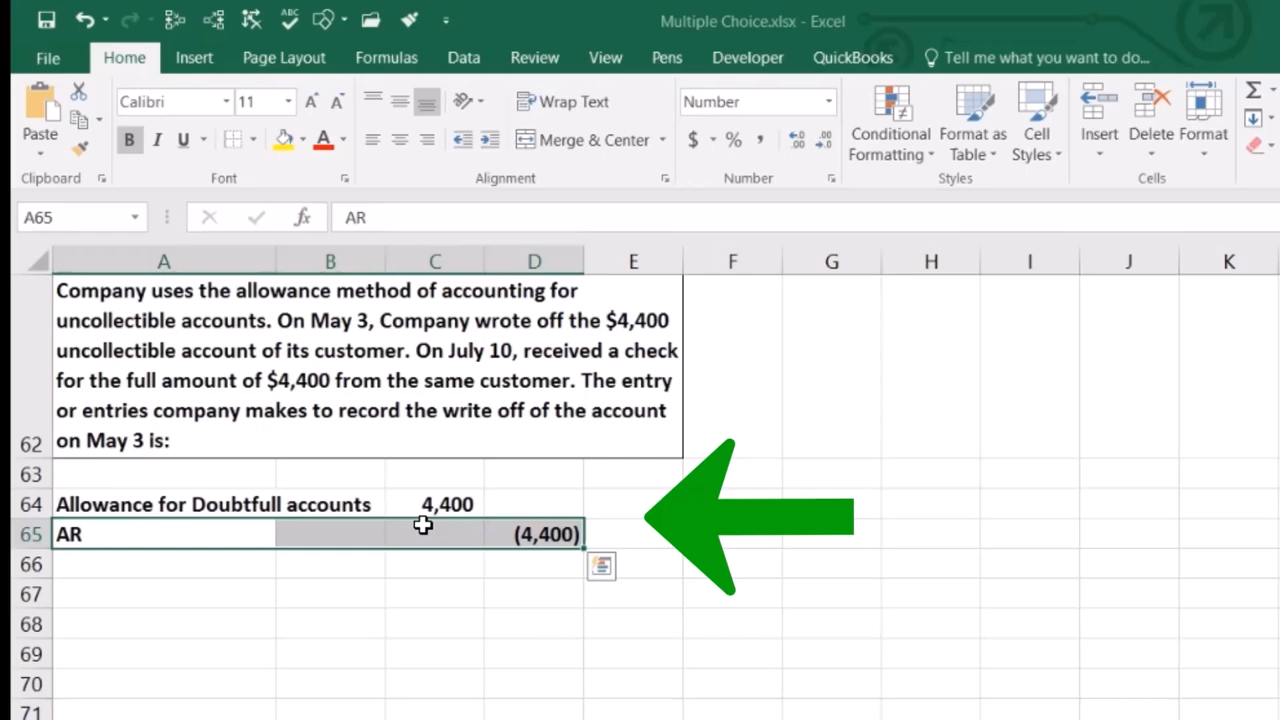 ABC
Multiple Choice.xlsx - Excel
File Home Insert Page Layout Formulas Data Review View Pens Developer QuickBooks Tell me what you want to do...
Calibri 11 A A Wrap Text Number
Paste B I U A Merge & Center $ % , Conditional Formatting Format as Table Cell Styles Insert Delete Format
Clipboard Font Alignment Number Styles Cells
A65 fx AR
A B C D E F G H I J K
Company uses the allowance method of accounting for
uncollectible accounts. On May 3, Company wrote off the $4,400
uncollectible account of its customer. On July 10, received a check
for the full amount of $4,400 from the same customer. The entry
or entries company makes to record the write off of the account
62 on May 3 is:
63
64 Allowance for Doubtfull accounts 4,400
65 AR (4,400)
66
67
68
69
70
71